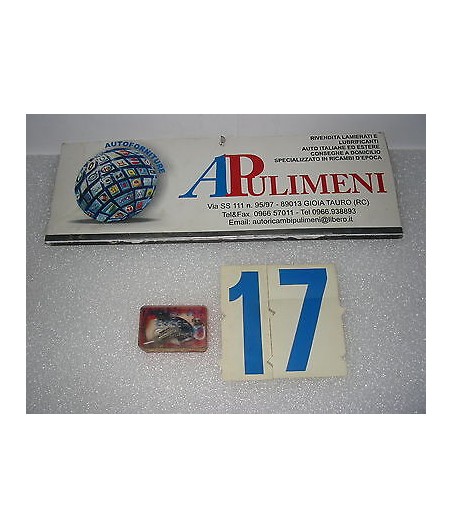 AUTOFORNITURE
RIVENDITA LAMIERATI E
LUBRIFICANTI
AUTO ITALIANE ED ESTERE
CONSEGNE A DOMICILIO
SPECIALIZZATO IN RICAMBI D'EPOCA
APULIMENI
Via SS 111 n. 95/97 - 89013 GIOIA TAURO (RC)
Tel&Fax. 0966 57011 - Tel 0966.938893
Email: autoricambipulimeni@libero.it
17